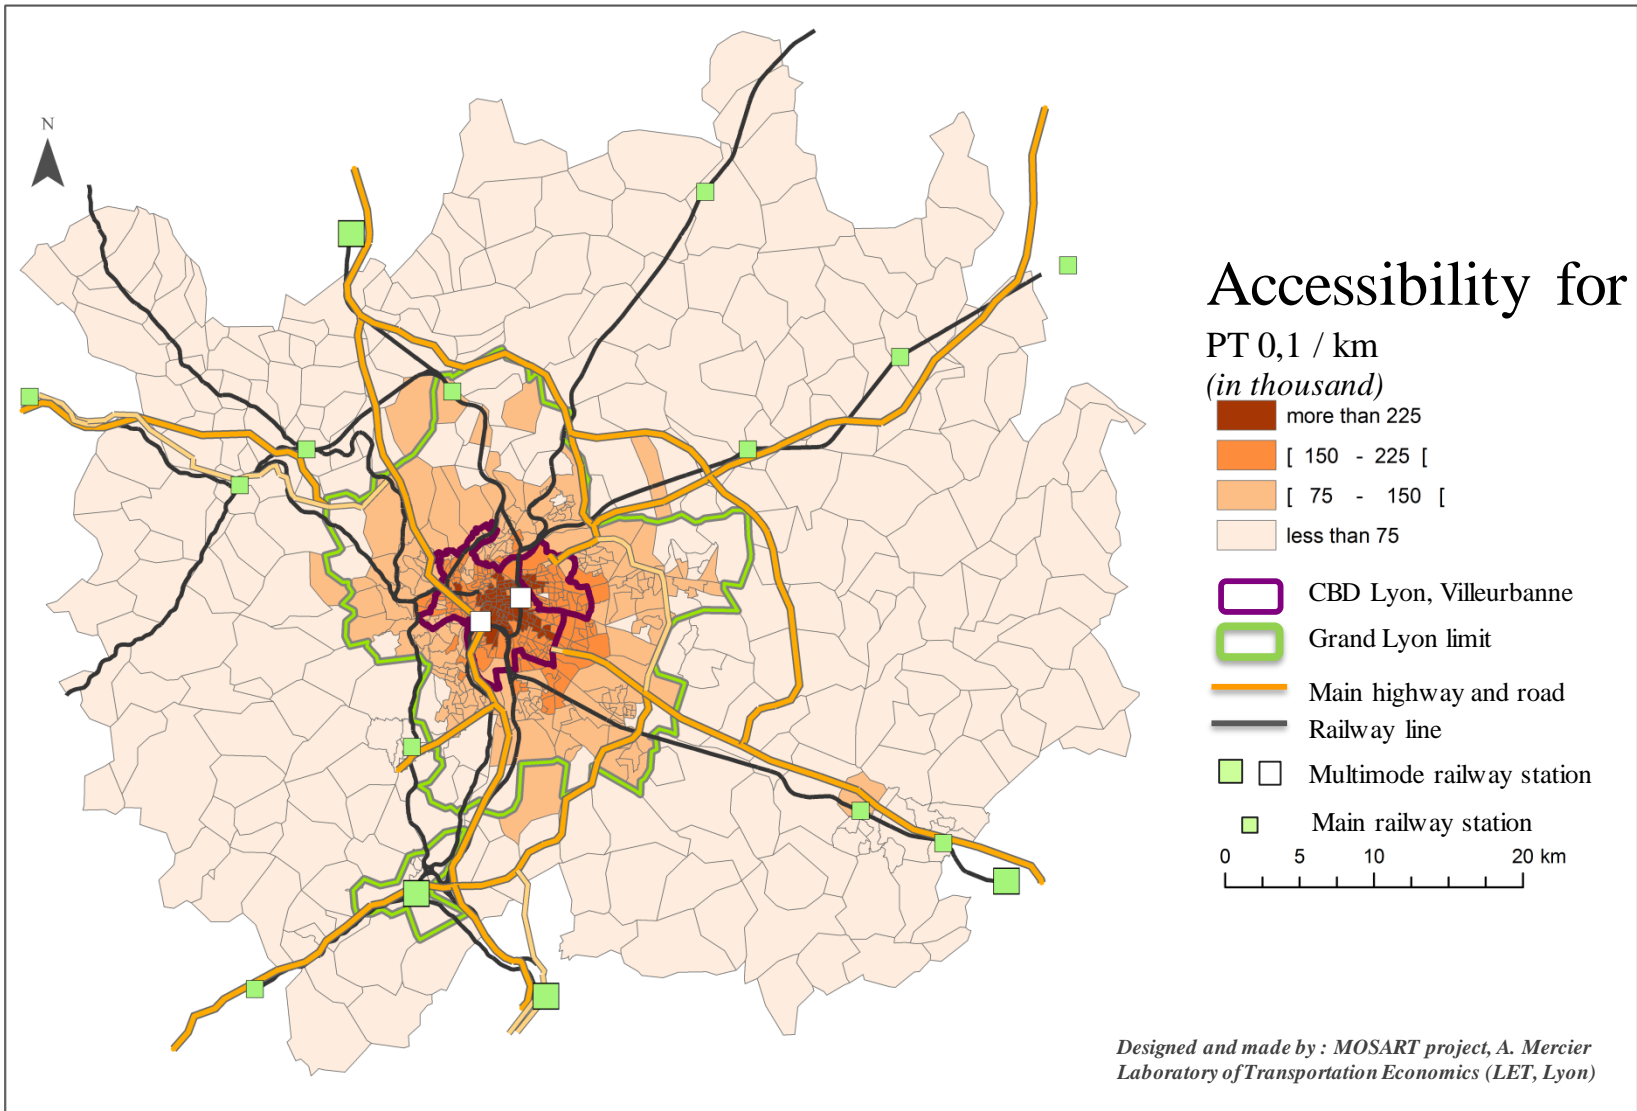 N
Accessibility for
PT 0,1 / km
(in thousand)
more than 225
[ 150 - 225 [
[ 75 - 150 [
less than 75
CBD Lyon, Villeurbanne
Grand Lyon limit
Main highway and road
Railway line
Multimode railway station
Main railway station
0 5 10 20 km
Designed and made by : MOSART project, A. Mercier
Laboratory of Transportation Economics (LET, Lyon)